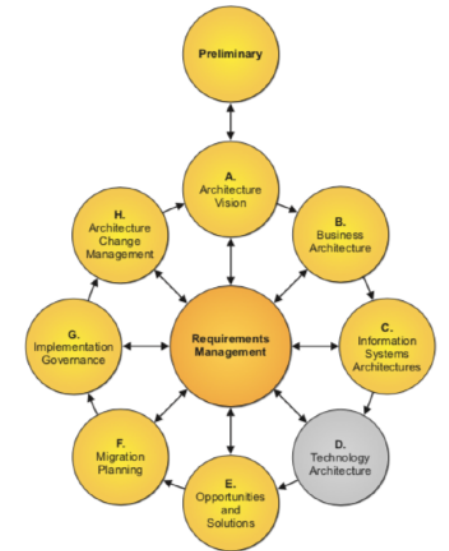 Preliminary
A.
Architecture
Vision
H.
Architecture
Change
Management
B.
Business
Architecture
G.
Implementation
Governance
Requirements
Management
C.
Information
Systems
Architectures
F.
Migration
Planning
D.
Technology
Architecture
E.
Opportunities
and
Solutions